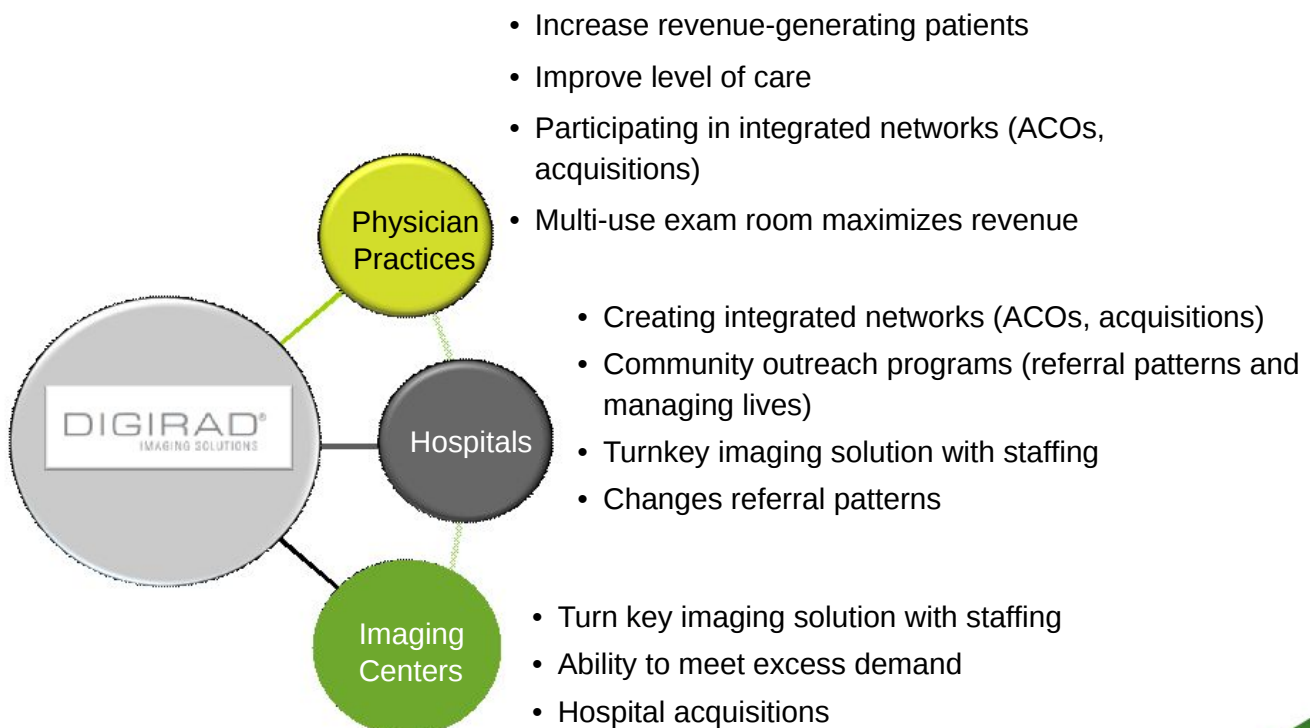 • Increase revenue-generating patients
• Improve level of care
• Participating in integrated networks (ACOs,
acquisitions)
• Multi-use exam room maximizes revenue
Physician
Practices
• Creating integrated networks (ACOs, acquisitions)
• Community outreach programs (referral patterns and
managing lives)
• Turnkey imaging solution with staffing
• Changes referral patterns
Hospitals
DIGIRAD®
IMAGING SOLUTIONS
• Turn key imaging solution with staffing
• Ability to meet excess demand
• Hospital acquisitions
Imaging
Centers